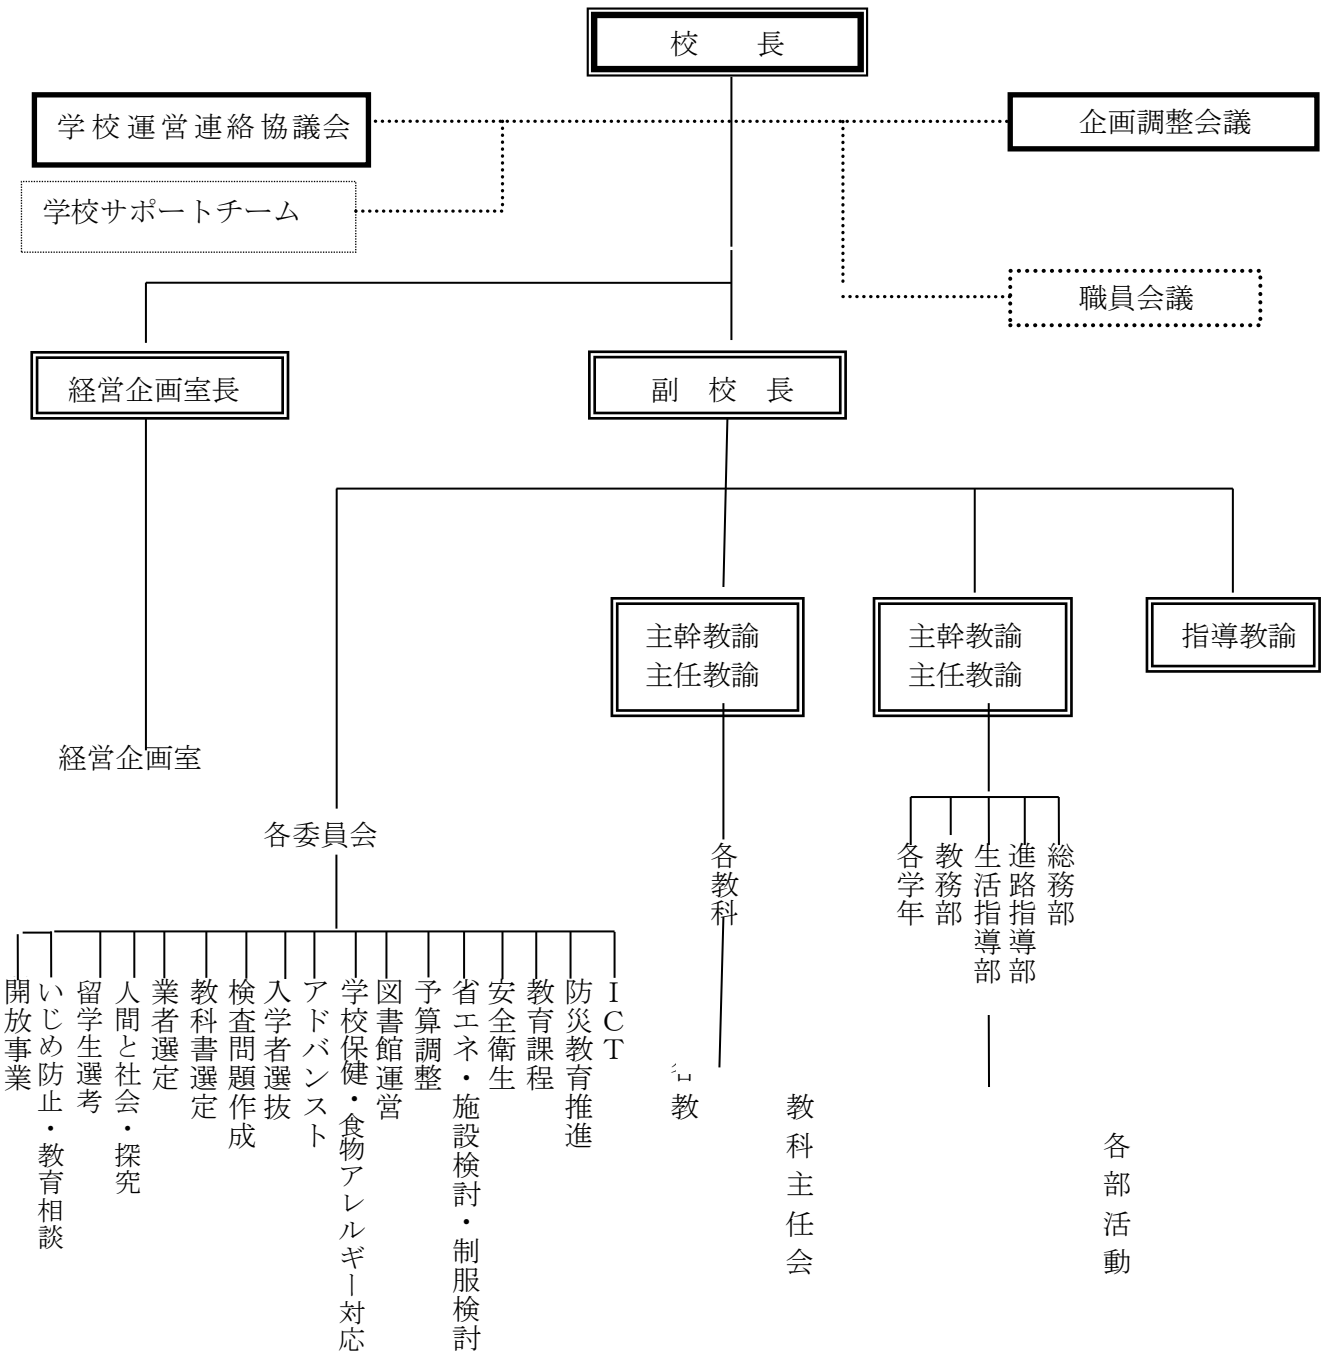 校　　長
学校運営連絡協議会
企画調整会議
学校サポートチーム
職員会議
経営企画室長
副　校　長
主幹教諭
主任教諭
主幹教諭
主任教諭
指導教諭
経営企画室
各委員会
各教科
各学年
教務部
生活指導部
進路指導部
総務部
開放事業
いじめ防止・教育相談
留学生選考
人間と社会・探究
業者選定
教科書選定
検査問題作成
入学者選抜
アドバンスト
学校保健・食物アレルギー対応
図書館運営
予算調整
省エネ・施設検討・制服検討
安全衛生
教育課程
防災教育推進
ICT
教
教科主任会
各部活動